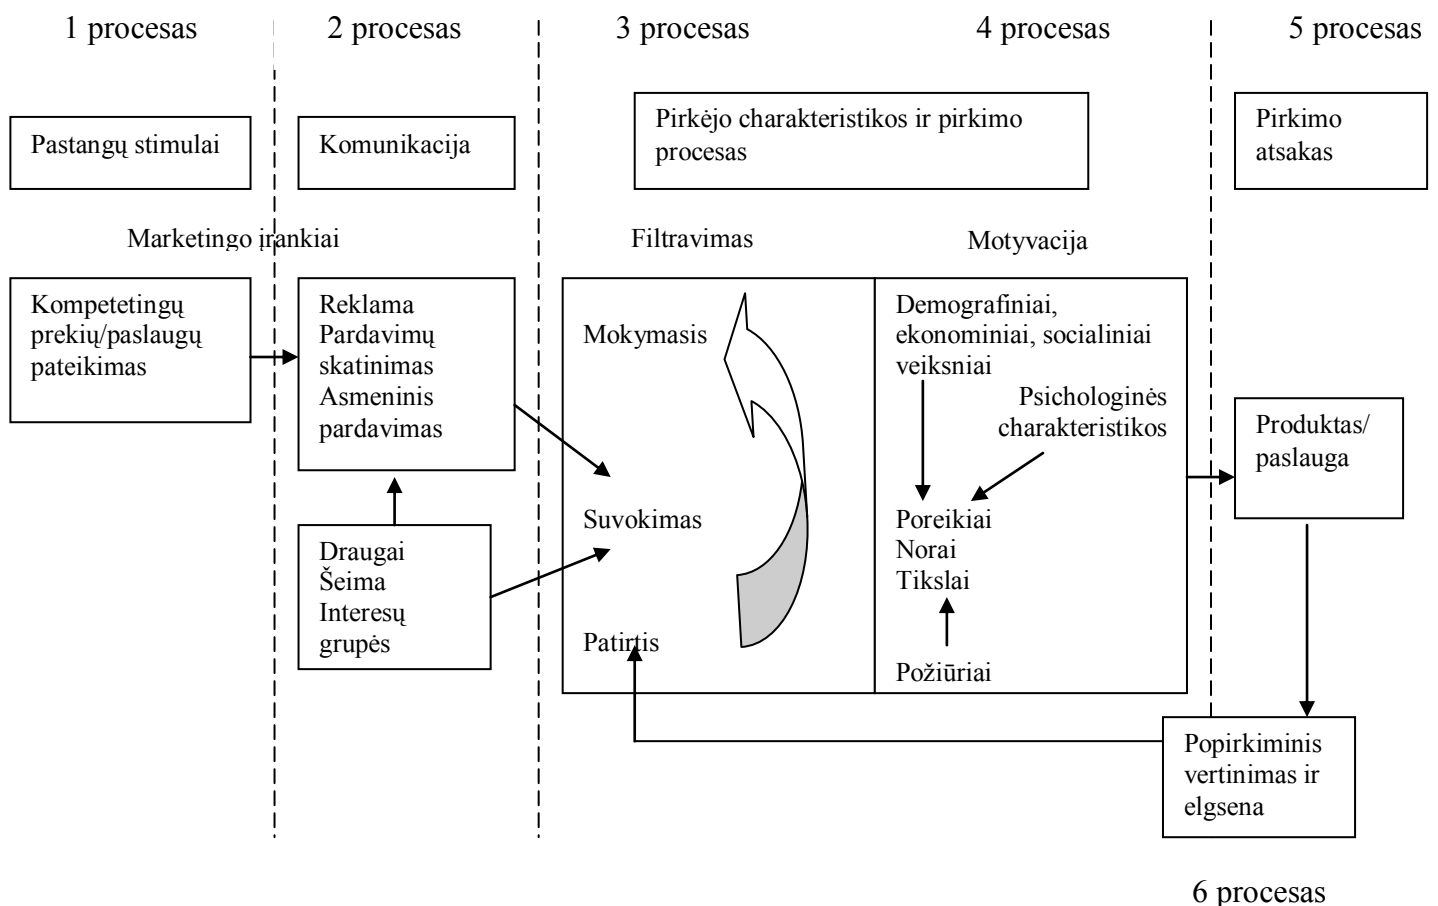 1 procesas
2 procesas
3 procesas
4 procesas
5 procesas
Pastangų stimulai
Komunikacija
Pirkėjo charakteristikos ir pirkimo
procesas
Pirkimo
atsakas
Marketingo įrankiai
Filtravimas
Motyvacija
Kompetetingų
prekių/paslaugų
pateikimas
Reklama
Pardavimų
skatinimas
Asmeninis
pardavimas
Draugai
Šeima
Interesų
grupės
Mokymasis
Suvokimas
Patirtis
Demografiniai,
ekonominiai, socialiniai
veiksniai
Psichologinės
charakteristikos
Poreikiai
Norai
Tikslai
Požiūriai
Produktas/
paslauga
Popirkiminis
vertinimas ir
elgsena
6 procesas